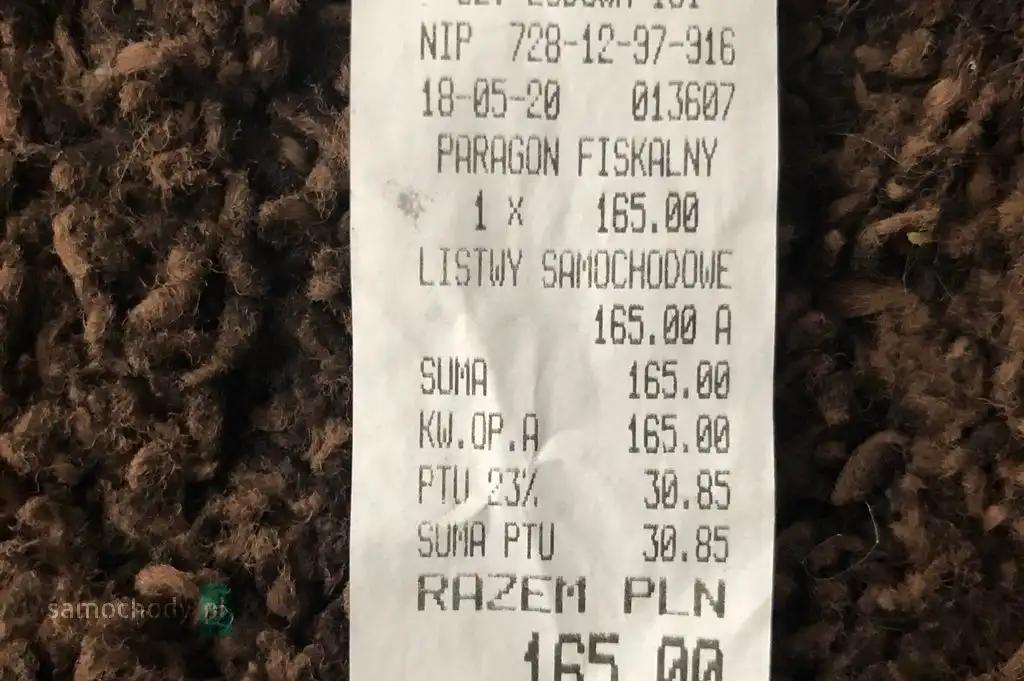 NIP 728-12-97-916
18-05-20 013607
PARAGON FISKALNY
1 x 165.00
LISTWY SAMOCHODOWE
165.00 A
SUMA 165.00
KW.OP.A 165.00
PTU 23% 30.85
SUMA PTU 30.85
RAZEM PLN
165.00
samochody.pl